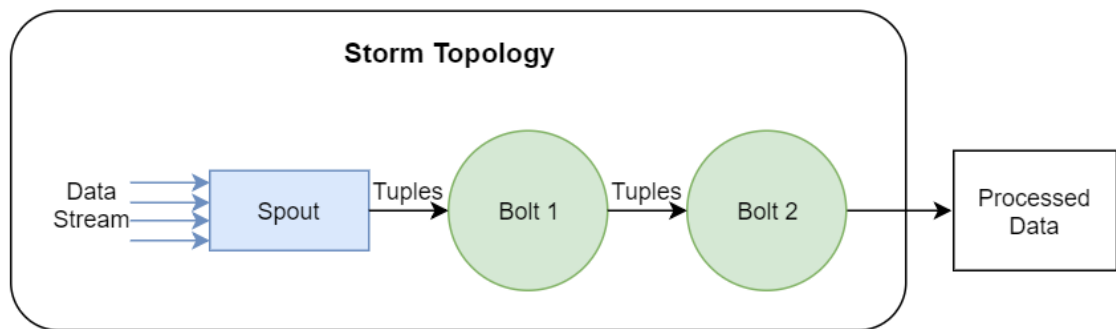 Storm Topology
Data
Stream
Spout
Tuples
Bolt 1
Tuples
Bolt 2
Processed
Data